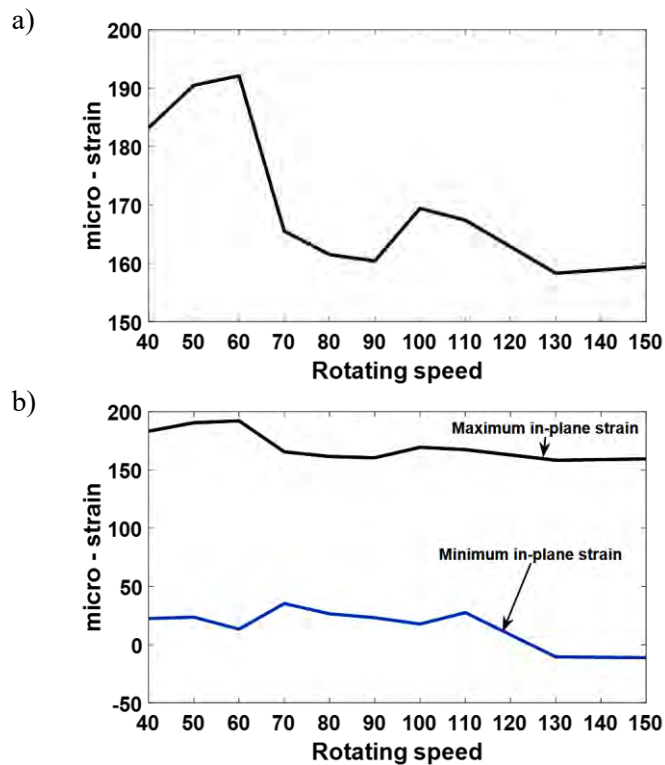 a)
200
190
180
170
160
150
micro - strain
40 50 60 70 80 90 100 110 120 130 140 150
Rotating speed
b)
200
150
100
50
0
-50
micro - strain
Maximum in-plane strain
Minimum in-plane strain
40 50 60 70 80 90 100 110 120 130 140 150
Rotating speed